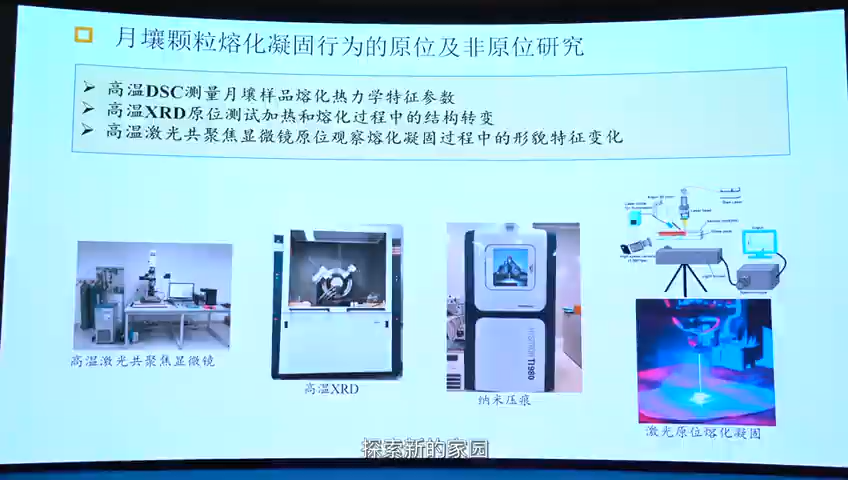 月壤颗粒熔化凝固行为的原位及非原位研究
高温DSC测量月壤样品熔化热力学特征参数
高温XRD原位测试加热和熔化过程中的结构转变
高温激光共聚焦显微镜原位观察熔化凝固过程中的形貌特征变化
Laser head
Input
HYSITRON TI980
高温激光共聚焦显微镜
高温XRD
纳米压痕
激光原位熔化凝固
探索新的家园